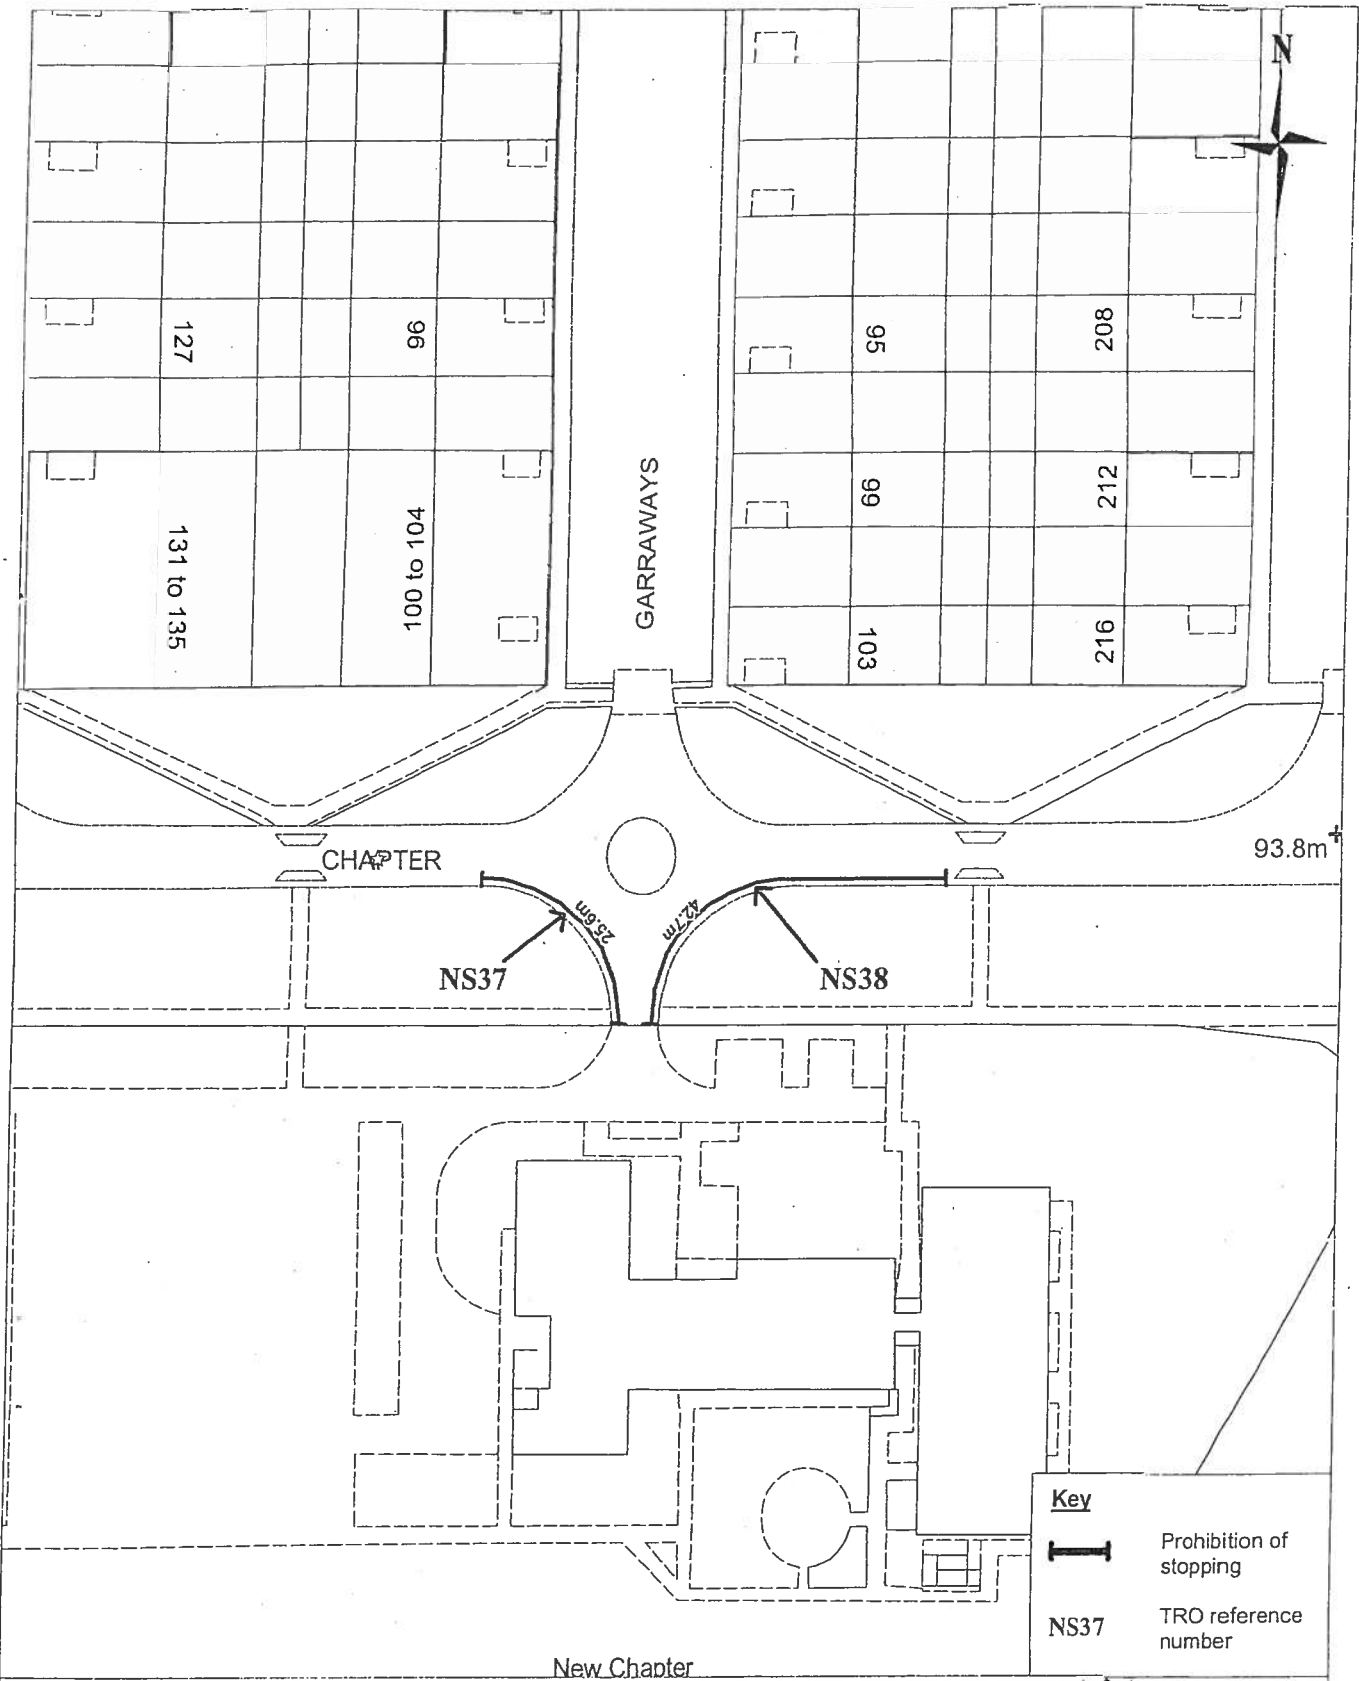 N
127
96
95
208
GARRAWAYS
131 to 135
100 to 104
99
212
103
216
CHAPTER
93.8m
25.6m
42.7m
NS37
NS38
Key
Prohibition of
stopping
NS37
TRO reference
number
New Chapter